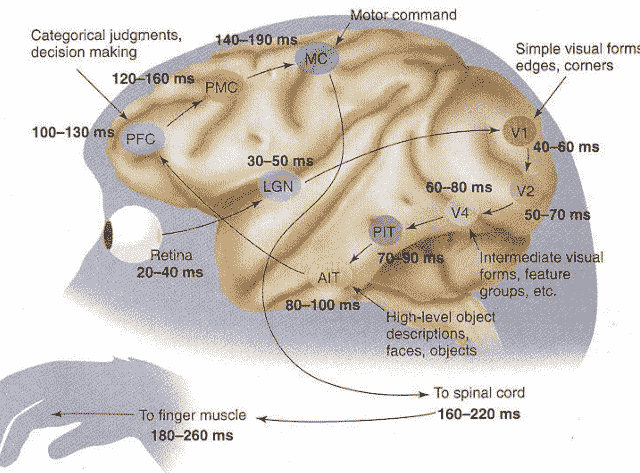 Motor command
Categorical judgments,
decision making
140–190 ms
MC
Simple visual forms
edges, corners
120–160 ms
PMC
100–130 ms
PFC
V1
40–60 ms
30–50 ms
LGN
60–80 ms
V2
V4
50–70 ms
PIT
70–90 ms
Retina
20–40 ms
AIT
80–100 ms
Intermediate visual
forms, feature
groups, etc.
High-level object
descriptions,
faces, objects
To spinal cord
160–220 ms
To finger muscle
180–260 ms